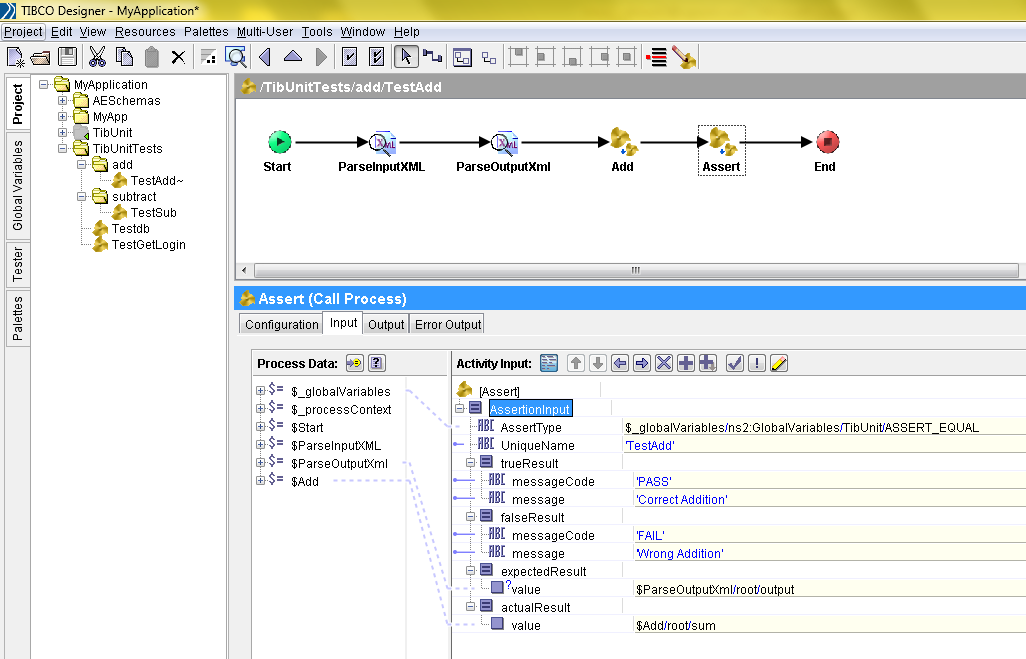 TIBCO Designer - MyApplication*
Project Edit View Resources Palettes Multi-User Tools Window Help
Project
Global Variables
Tester
Palettes
MyApplication
AESchemas
MyApp
TibUnit
TibUnitTests
add
TestAdd~
subtract
TestSub
Testdb
TestGetLogin
/TibUnitTests/add/TestAdd
Start ParseInputXML ParseOutputXml Add Assert End
Assert (Call Process)
Configuration Input Output Error Output
Process Data:
$_globalVariables
$_processContext
$Start
$ParseInputXML
$ParseOutputXml
$Add
Activity Input:
[Assert]
AssertionInput
AssertType $_globalVariables/ns2:GlobalVariables/TibUnit/ASSERT_EQUAL
UniqueName 'TestAdd'
trueResult
messageCode 'PASS'
message 'Correct Addition'
falseResult
messageCode 'FAIL'
message 'Wrong Addition'
expectedResult
value $ParseOutputXml/root/output
actualResult
value $Add/root/sum